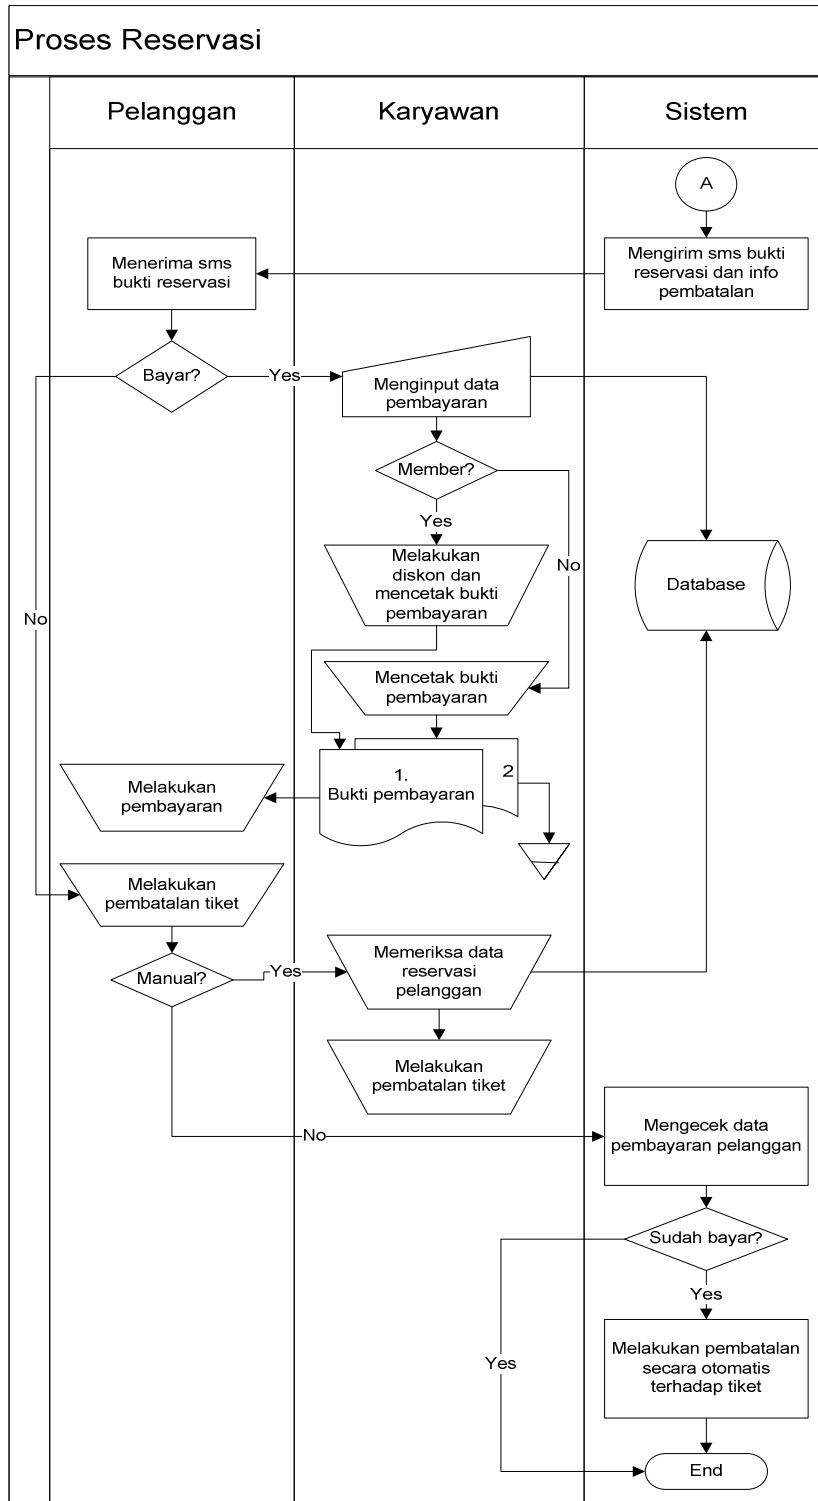 Proses Reservasi
Pelanggan
Karyawan
Sistem
A
Mengirim sms bukti
reservasi dan info
pembatalan
Menerima sms
bukti reservasi
Bayar?
Yes
Menginput data
pembayaran
Member?
Yes
No
Melakukan
diskon dan
mencetak bukti
pembayaran
Database
No
Mencetak bukti
pembayaran
1.
Bukti pembayaran
2
Melakukan
pembayaran
Melakukan
pembatalan tiket
Manual?
Yes
Memeriksa data
reservasi
pelanggan
Melakukan
pembatalan tiket
No
Mengecek data
pembayaran pelanggan
Sudah bayar?
Yes
Yes
Melakukan pembatalan
secara otomatis
terhadap tiket
End